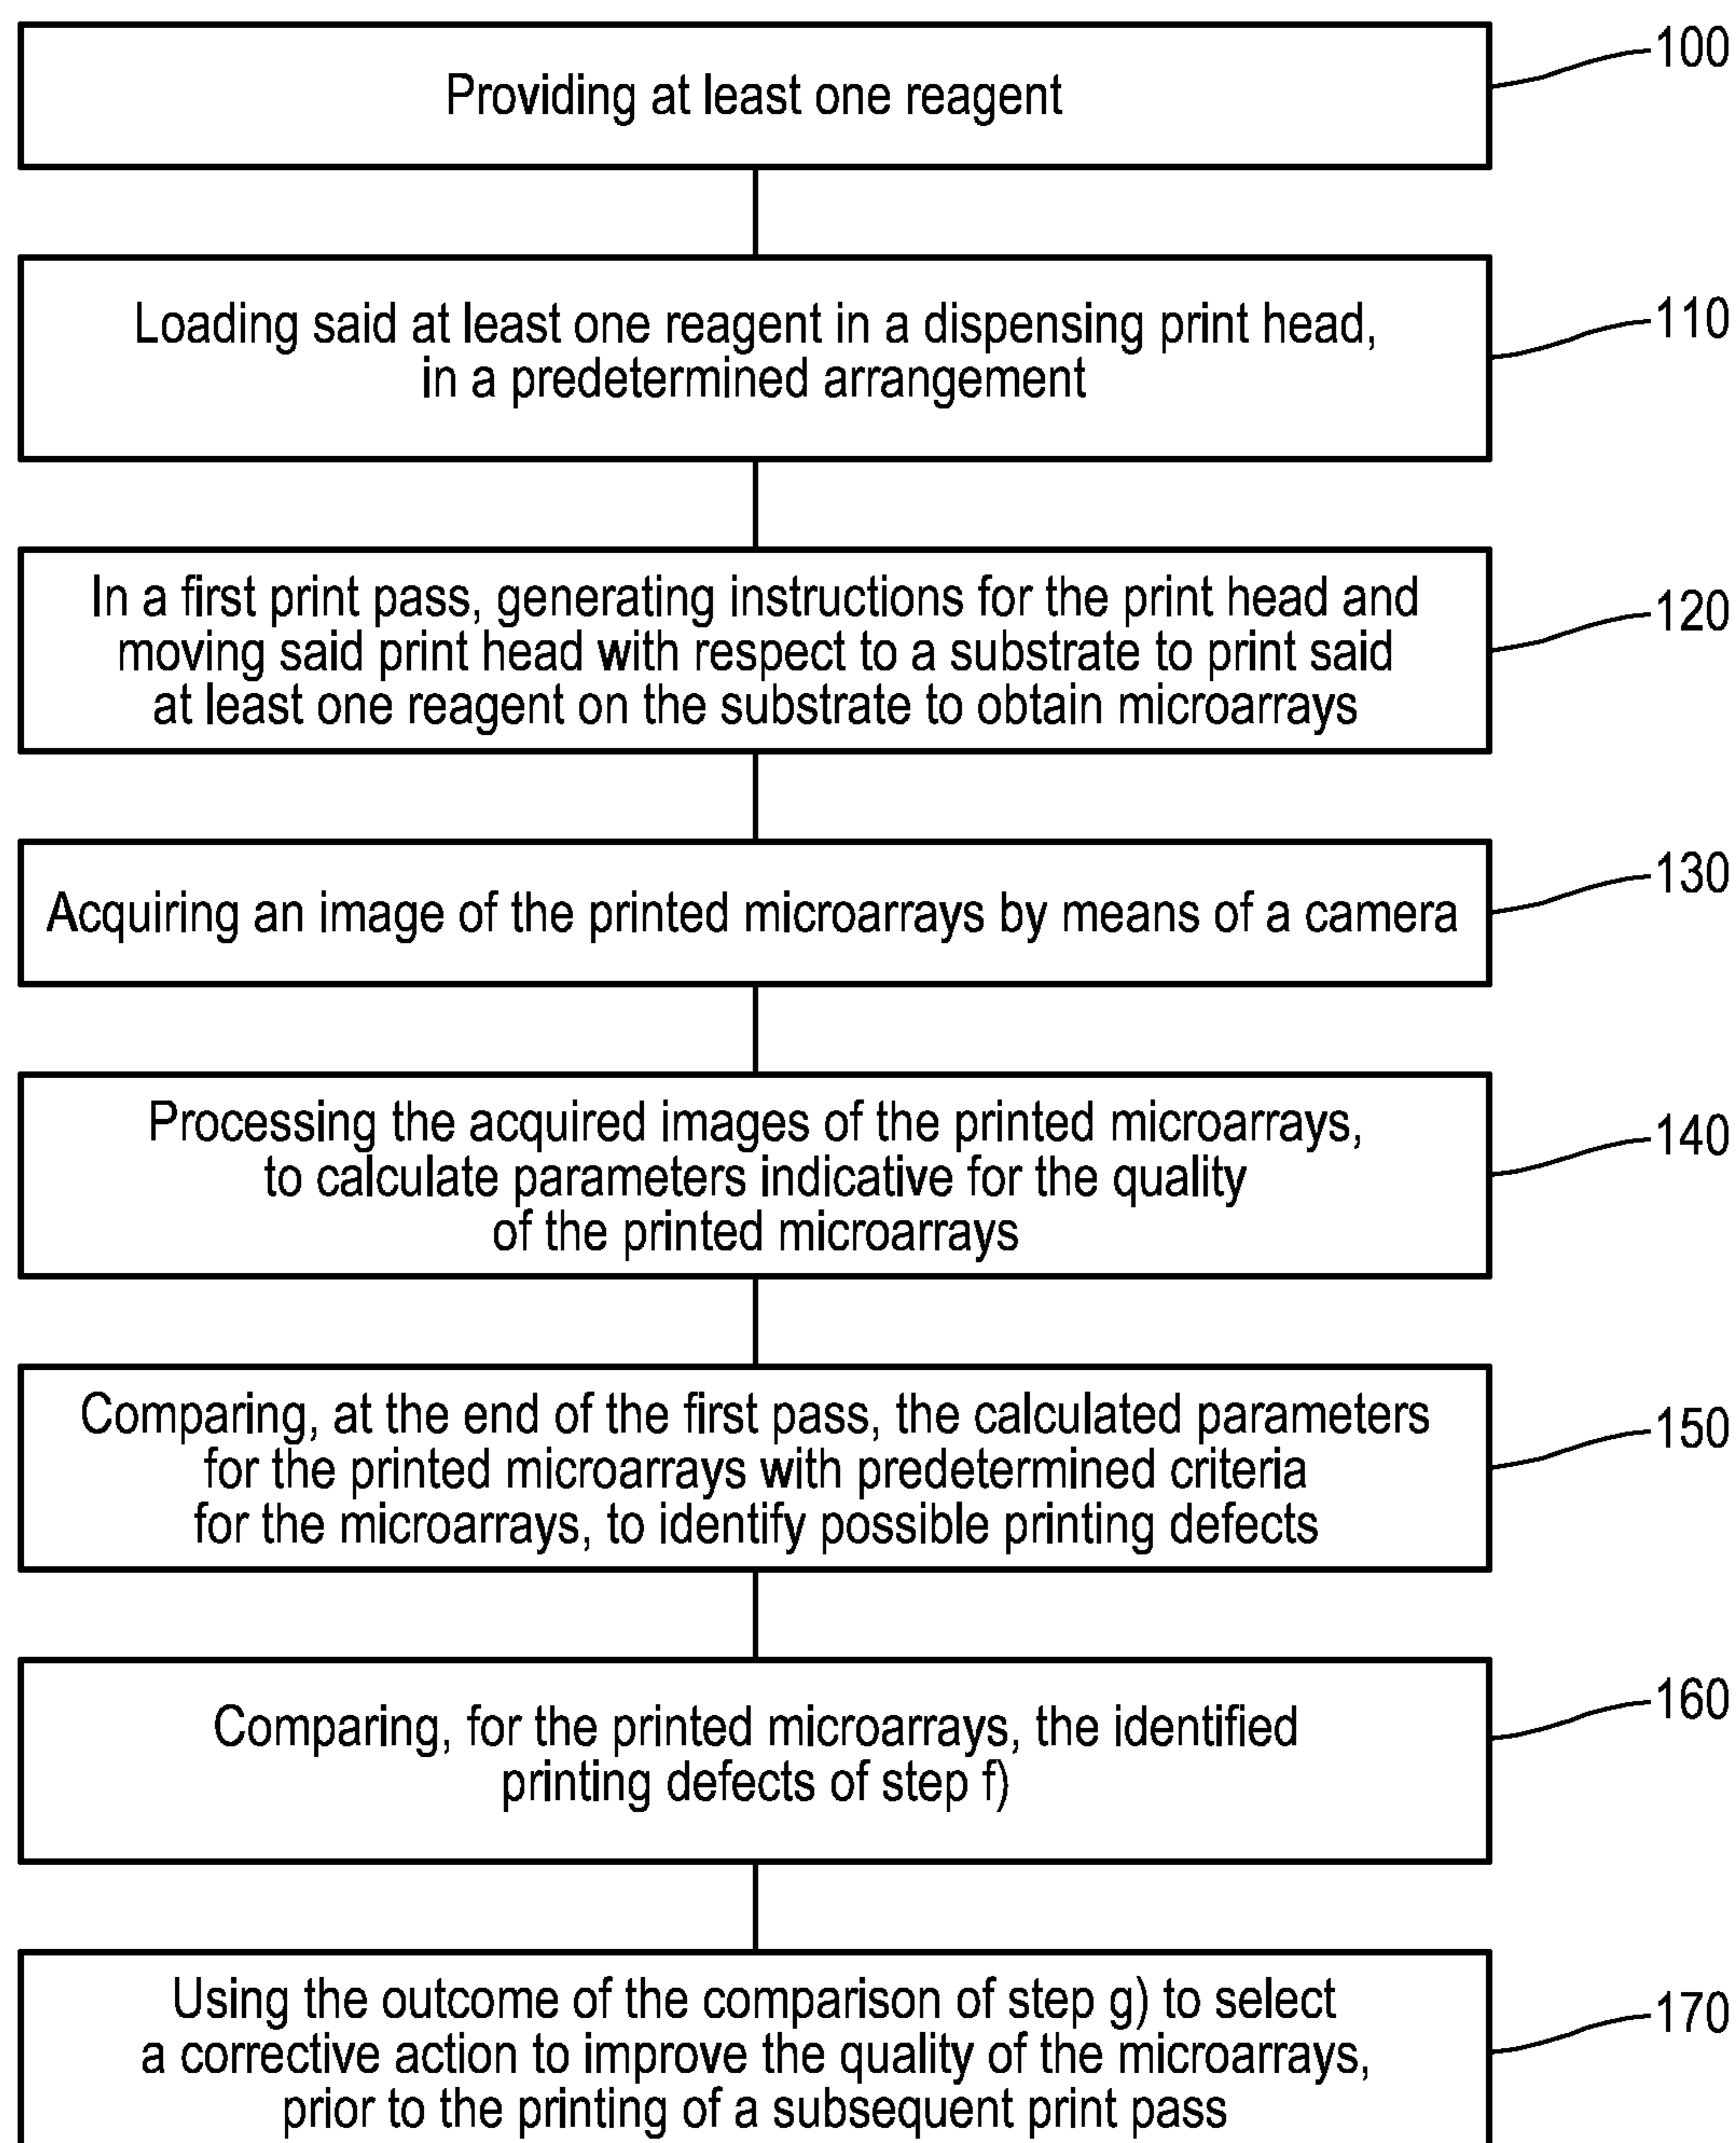 100
Providing at least one reagent
110
Loading said at least one reagent in a dispensing print head,
in a predetermined arrangement
120
In a first print pass, generating instructions for the print head and
moving said print head with respect to a substrate to print said
at least one reagent on the substrate to obtain microarrays
130
Acquiring an image of the printed microarrays by means of a camera
140
Processing the acquired images of the printed microarrays,
to calculate parameters indicative for the quality
of the printed microarrays
150
Comparing, at the end of the first pass, the calculated parameters
for the printed microarrays with predetermined criteria
for the microarrays, to identify possible printing defects
160
Comparing, for the printed microarrays, the identified
printing defects of step f)
170
Using the outcome of the comparison of step g) to select
a corrective action to improve the quality of the microarrays,
prior to the printing of a subsequent print pass